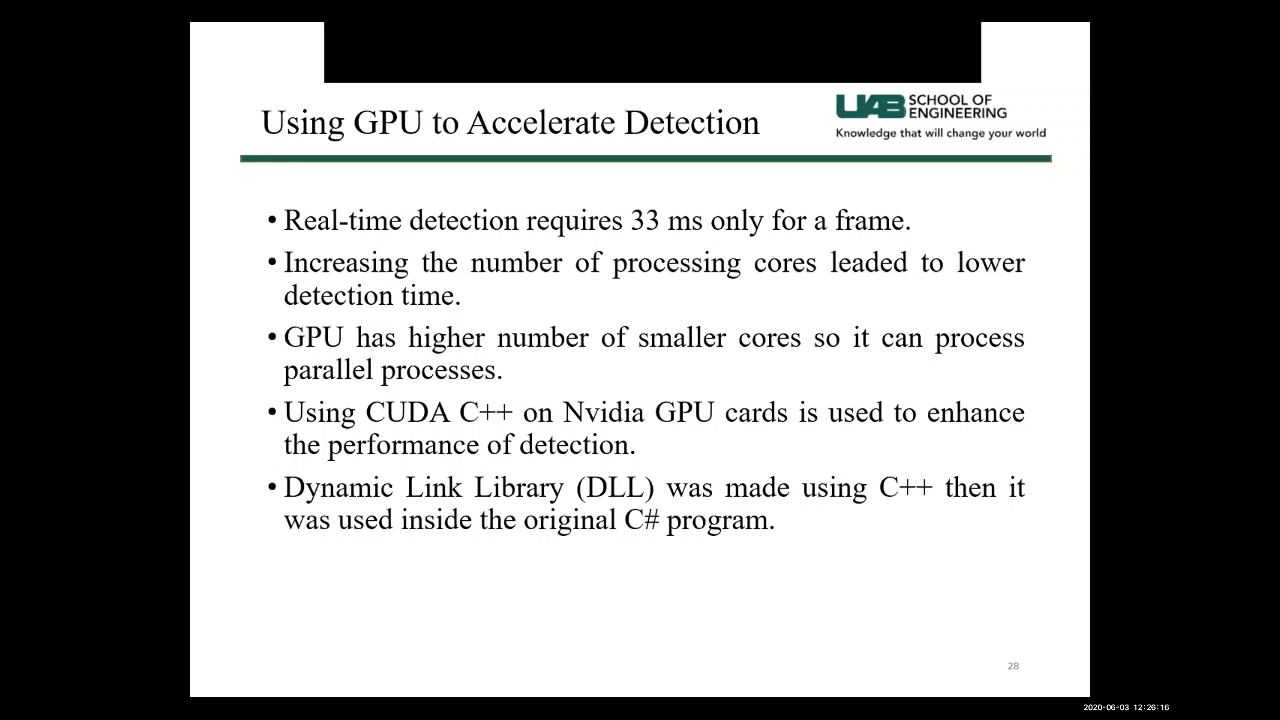 Using GPU to Accelerate Detection
UAB SCHOOL OF
ENGINEERING
Knowledge that will change your world
• Real-time detection requires 33 ms only for a frame.
• Increasing the number of processing cores leaded to lower
detection time.
• GPU has higher number of smaller cores so it can process
parallel processes.
• Using CUDA C++ on Nvidia GPU cards is used to enhance
the performance of detection.
• Dynamic Link Library (DLL) was made using C++ then it
was used inside the original C# program.
28
2020-06-03 12:26:16